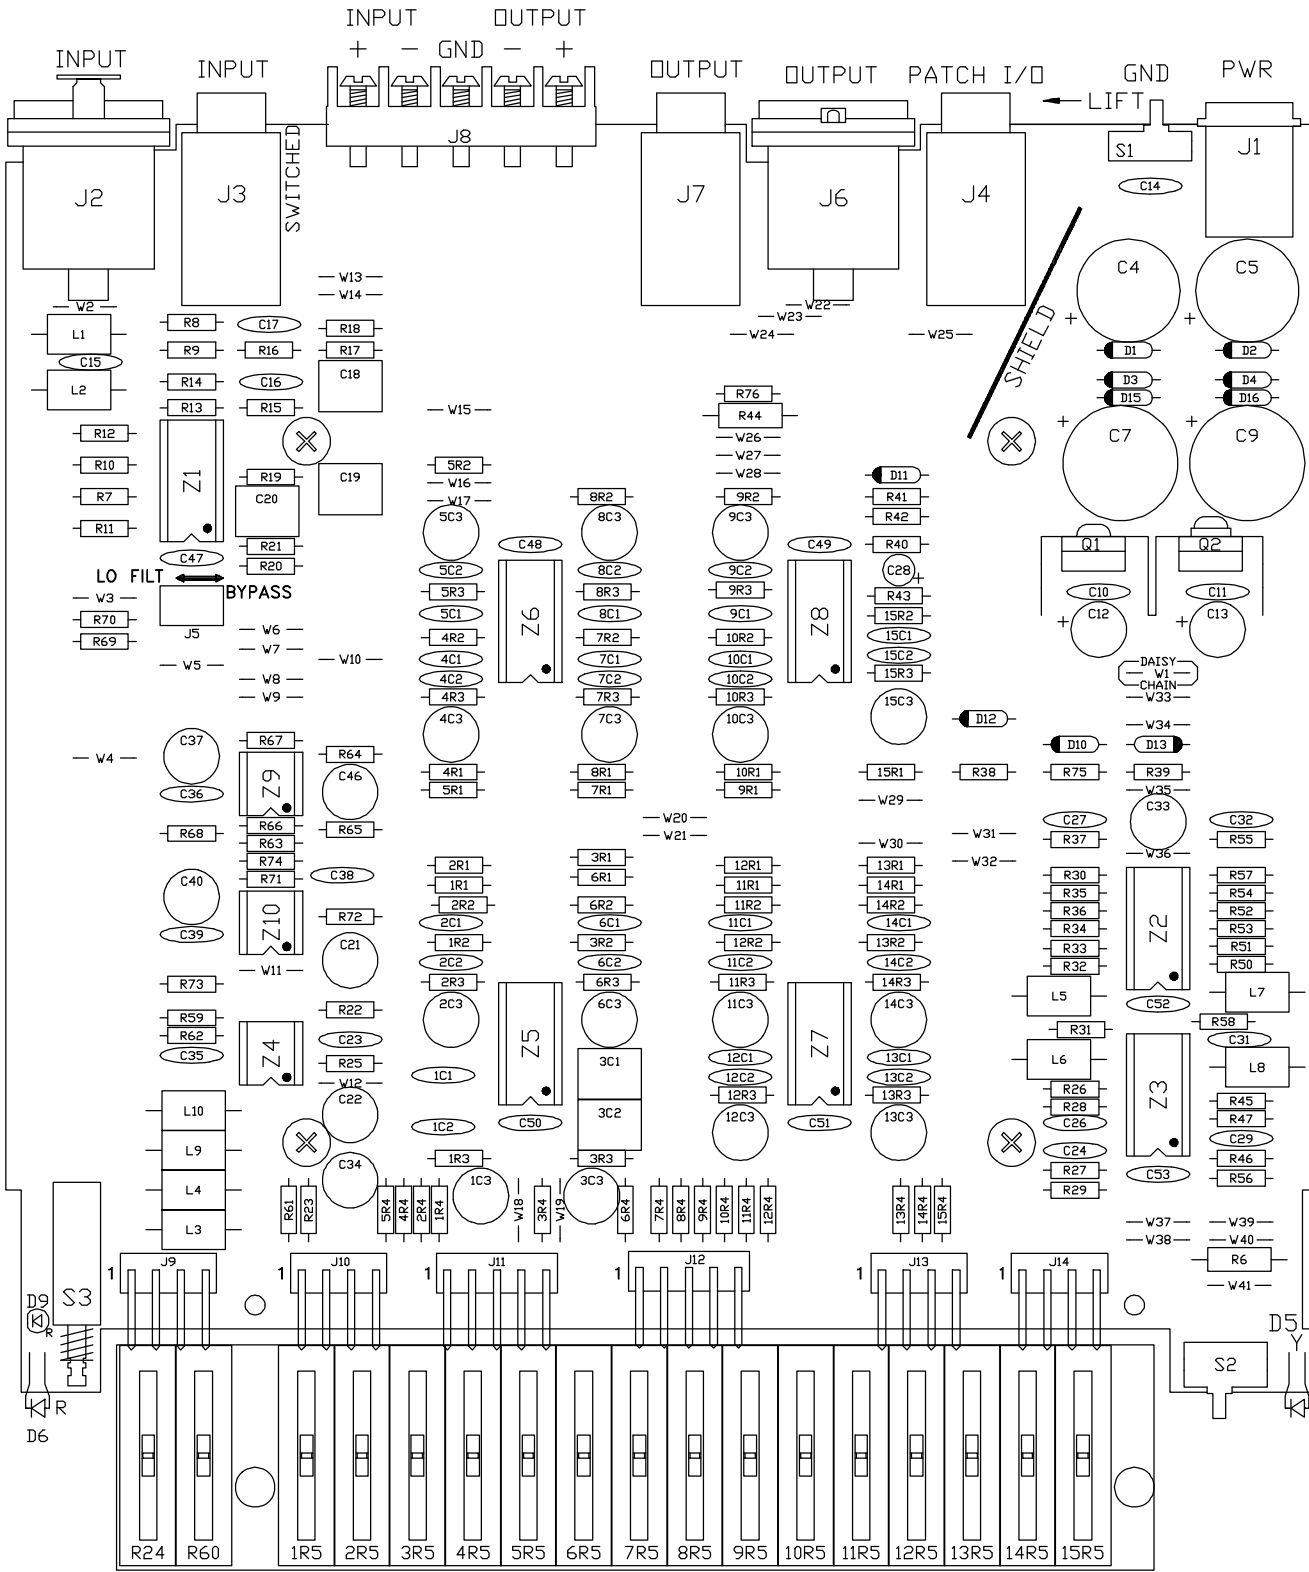 INPUT OUTPUT
+ − GND − +
INPUT INPUT OUTPUT OUTPUT PATCH I/O GND PWR
LIFT
J8 S1 J1
SWITCHED
J2 J3 J7 J6 J4 C14
C4 C5
W13
W14
W2 W22
W23
W24 W25
L1 R8 C17 R18 + +
R9 R16 R17 D1 D2
SHIELD
C15
L2 R14 C16 C18 D3 D4
R76 D15 D16
R13 R15 W15 R44
R12 + +
W26 C7 C9
W27
R10 5R2 W28
Z1 R19 C19 W16 D11
R7 C20 W17 8R2 9R2 R41
5C3 8C3 9C3 R42
R11
R21 C48 C49 R40 Q1 Q2
C47 R20
LO FILT BYPASS 5C2 8C2 9C2 C28 +
W3 5R3 8R3 9R3 R43 C10 C11
R70 J5 5C1 8C1 9C1 15R2 + C12 + C13
R69 W6 4R2 Z6 7R2 10R2 Z8 15C1
W7
W5 W10 4C1 7C1 10C1 15C2 DAISY
W8 4C2 7C2 10C2 15R3 W1
CHAIN
W9 4R3 7R3 10R3 W33
4C3 7C3 10C3 15C3 D12 W34
C37 R67 R64 D10 D13
W4 4R1 8R1 10R1 15R1 R38 R75 R39
C36 Z9 C46 5R1 7R1 9R1 W29 W35
C33
R68 R66 R65 W20 C27 C32
R63 W21 W31 R37 R55
R74 3R1 W30 W36
R71 C38 2R1 6R1 12R1 13R1 W32 R30 R57
C40 1R1 11R1 14R1 R35 R54
R72 2R2 6R2 11R2 14R2 R36 R52
C39 Z10 2C1 6C1 11C1 14C1 R34 Z2 R53
1R2 3R2 12R2 13R2 R33 R51
C21 2C2 6C2 11C2 14C2 R32 R50
W11
R73 2R3 6R3 11R3 14R3 L5 L7
R22 2C3 6C3 11C3 14C3 C52
R59 R31 R58
R62 C23 Z5 Z7 C31
C35 Z4 R25 3C1 12C1 13C1 L6 L8
1C1 12C2 13C2
W12 12R3 13R3 R26 Z3 R45
L10 C22 3C2 R28 R47
1C2 C50 12C3 C51 13C3 C26 C29
L9 C24
1R3 3R3 R46
C34 R27 C53 R56
L4 R29
1C3 3C3
R61 R23 5R4 4R4 2R4 1R4 W18 3R4 W19 6R4 7R4 8R4 9R4 10R4 11R4 12R4 13R4 14R4 15R4
L3 W37 W39
W38 W40
J9 J10 J11 J12 J13 J14 R6
1 1 1 1 1 1
W41
S3
D9
R
D5
Y
S2
R
D6
R24 R60 1R5 2R5 3R5 4R5 5R5 6R5 7R5 8R5 9R5 10R5 11R5 12R5 13R5 14R5 15R5